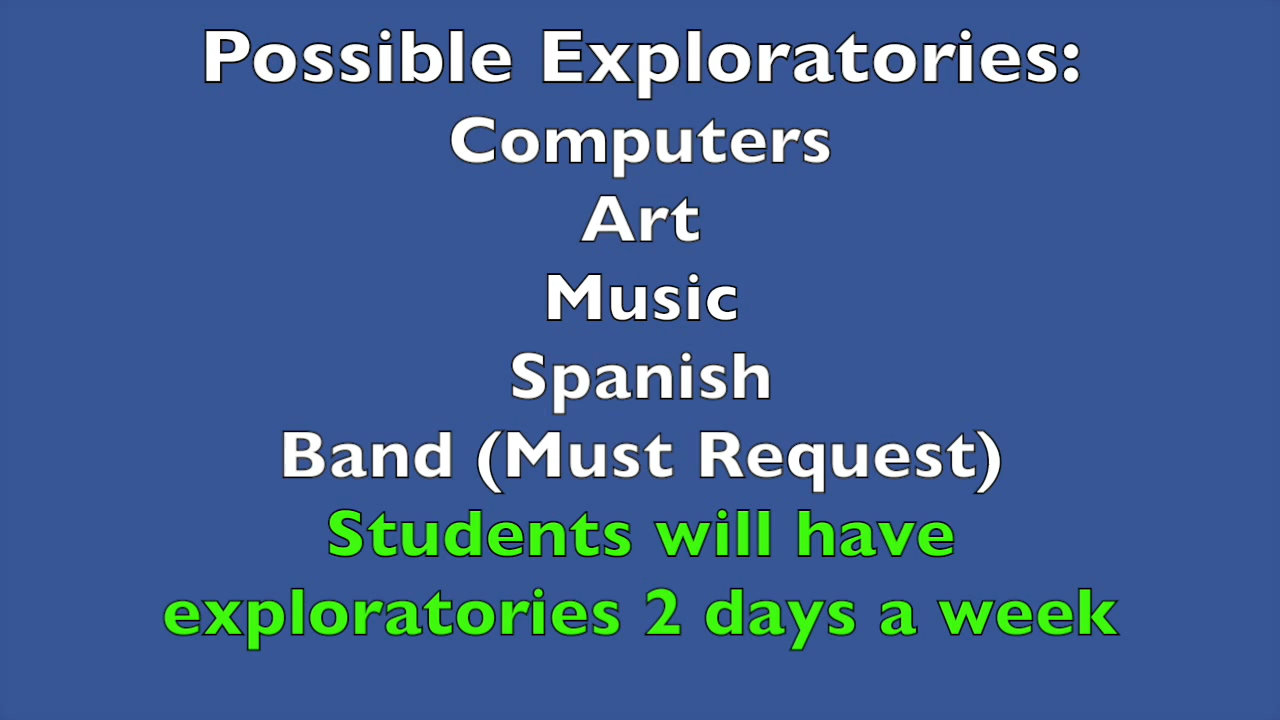 Possible Exploratories:
Computers
Art
Music
Spanish
Band (Must Request)
Students will have
exploratories 2 days a week